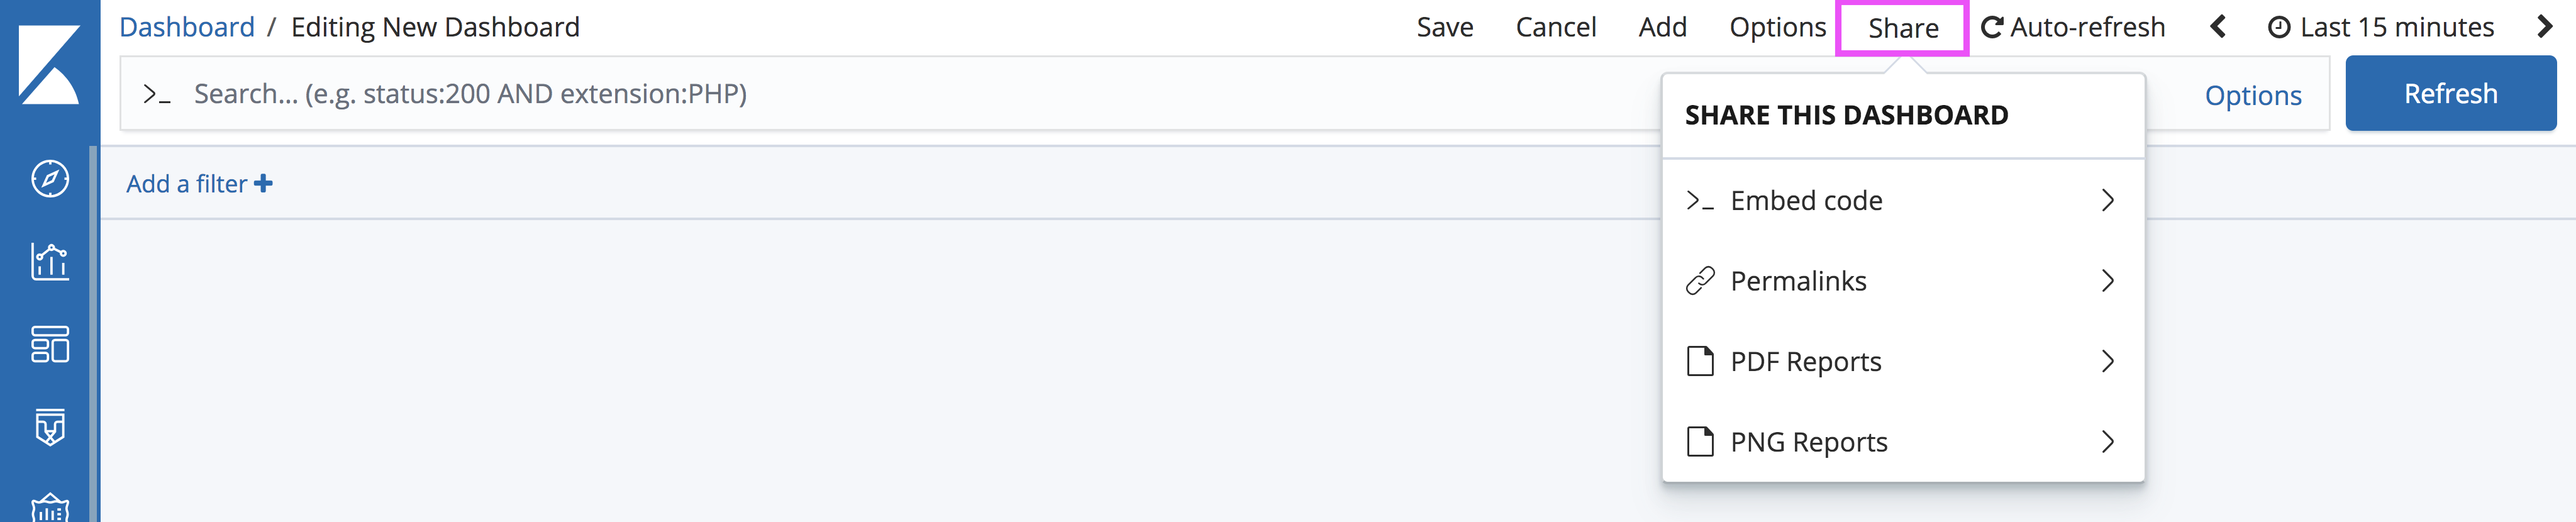 Dashboard / Editing New Dashboard
Save Cancel Add Options Share Auto-refresh Last 15 minutes
>_ Search... (e.g. status:200 AND extension:PHP)
Options
Refresh
SHARE THIS DASHBOARD
Add a filter
>_ Embed code
Permalinks
PDF Reports
PNG Reports